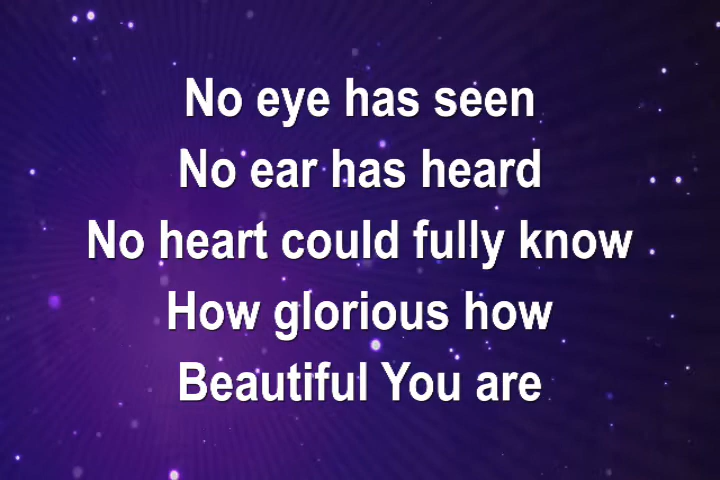 No eye has seen
No ear has heard
No heart could fully know
How glorious how
Beautiful You are